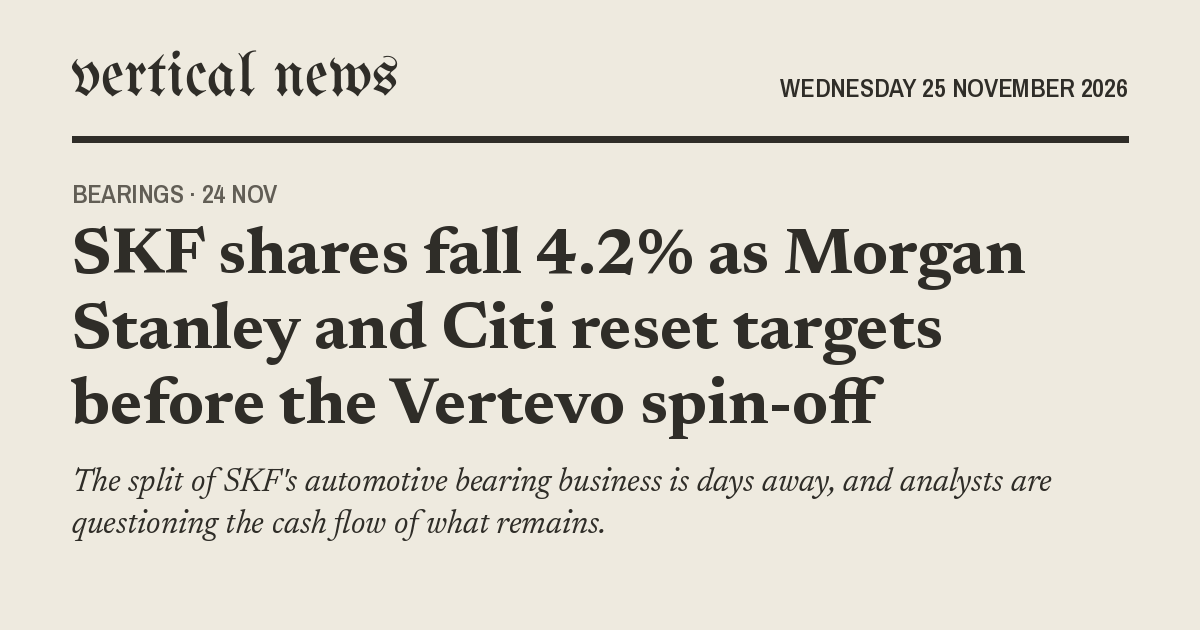 vertical news
WEDNESDAY 25 NOVEMBER 2026
BEARINGS · 24 NOV
SKF shares fall 4.2% as Morgan
Stanley and Citi reset targets
before the Vertevo spin-off
The split of SKF's automotive bearing business is days away, and analysts are
questioning the cash flow of what remains.